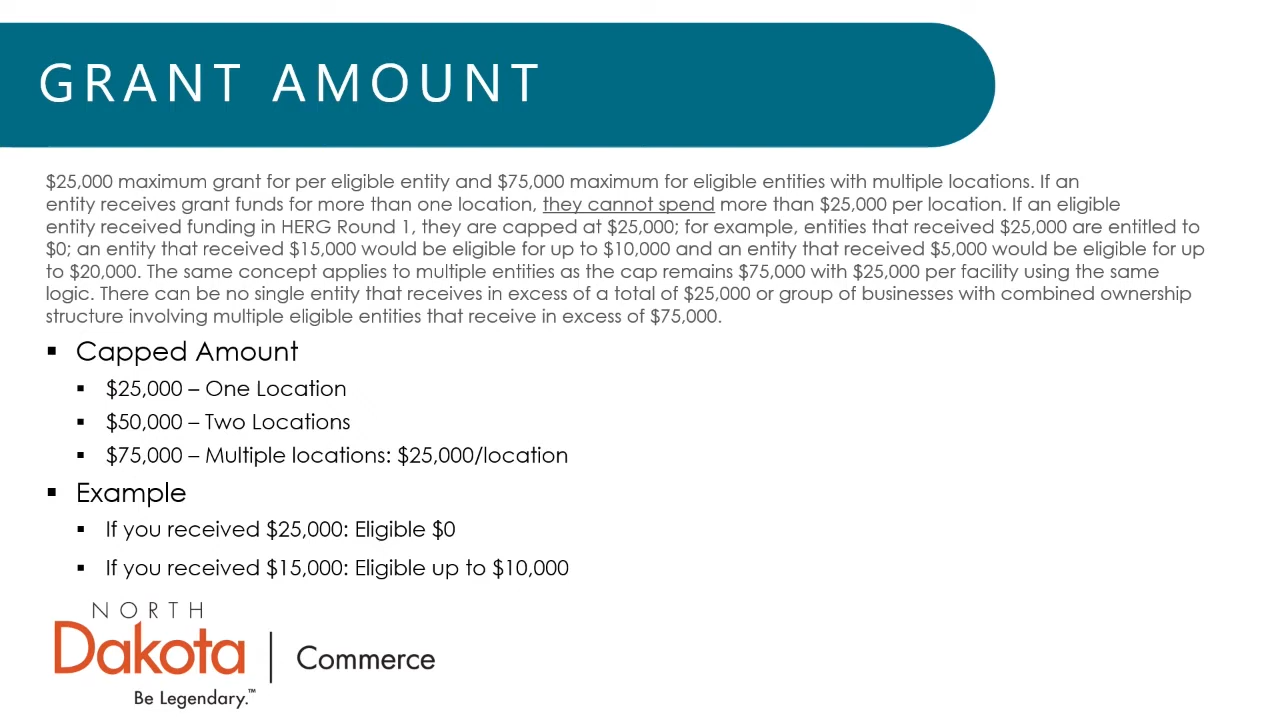 GRANT AMOUNT
$25,000 maximum grant for per eligible entity and $75,000 maximum for eligible entities with multiple locations. If an
entity receives grant funds for more than one location, they cannot spend more than $25,000 per location. If an eligible
entity received funding in HERG Round 1, they are capped at $25,000; for example, entities that received $25,000 are entitled to
$0; an entity that received $15,000 would be eligible for up to $10,000 and an entity that received $5,000 would be eligible for up
to $20,000. The same concept applies to multiple entities as the cap remains $75,000 with $25,000 per facility using the same
logic. There can be no single entity that receives in excess of a total of $25,000 or group of businesses with combined ownership
structure involving multiple eligible entities that receive in excess of $75,000.
▪ Capped Amount
▪ $25,000 – One Location
▪ $50,000 – Two Locations
▪ $75,000 – Multiple locations: $25,000/location
▪ Example
▪ If you received $25,000: Eligible $0
▪ If you received $15,000: Eligible up to $10,000
NORTH
Dakota | Commerce
Be Legendary.™